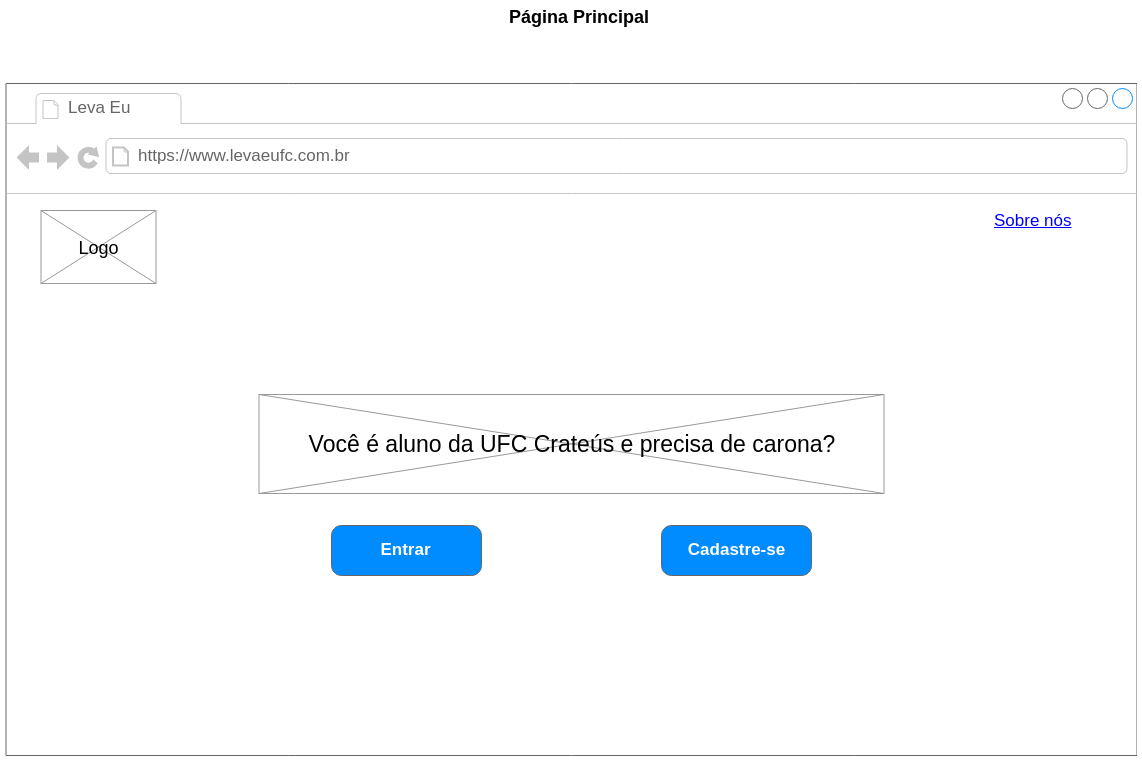 Página Principal
Leva Eu
https://www.levaeufc.com.br
Logo
Sobre nós
Você é aluno da UFC Crateús e precisa de carona?
Entrar
Cadastre-se